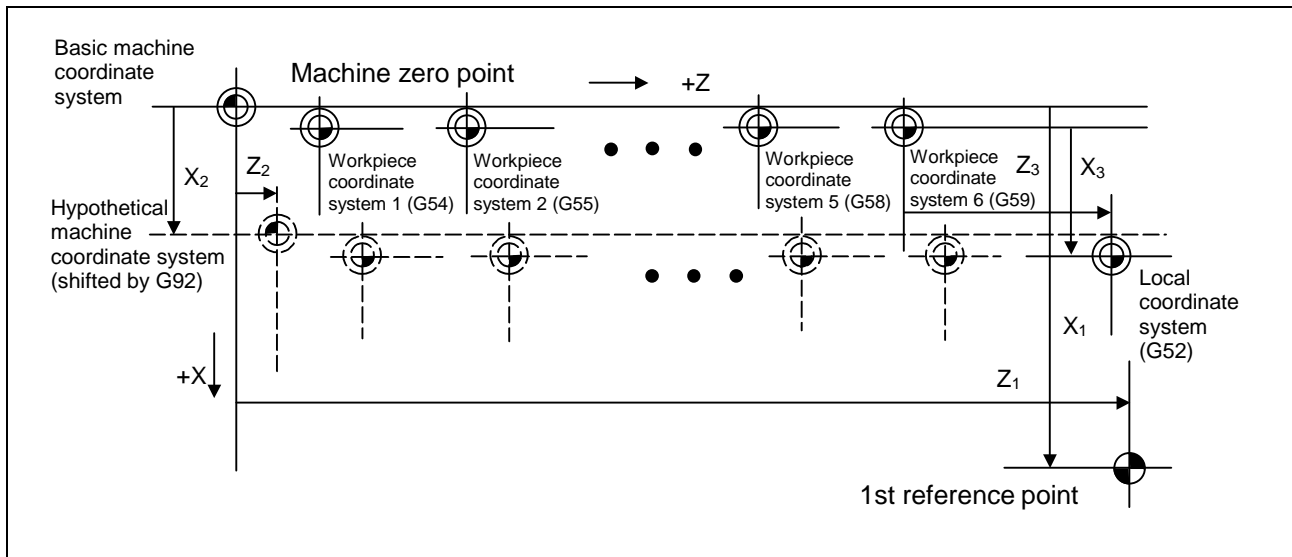 Basic machine
coordinate
system
Machine zero point
+Z
X2
Z2
Workpiece
coordinate
system 1 (G54)
Workpiece
coordinate
system 2 (G55)
Workpiece
coordinate
system 5 (G58)
Workpiece
coordinate
system 6 (G59)
Z3
X3
Hypothetical
machine
coordinate system
(shifted by G92)
Local
coordinate
system
(G52)
X1
+X
Z1
1st reference point